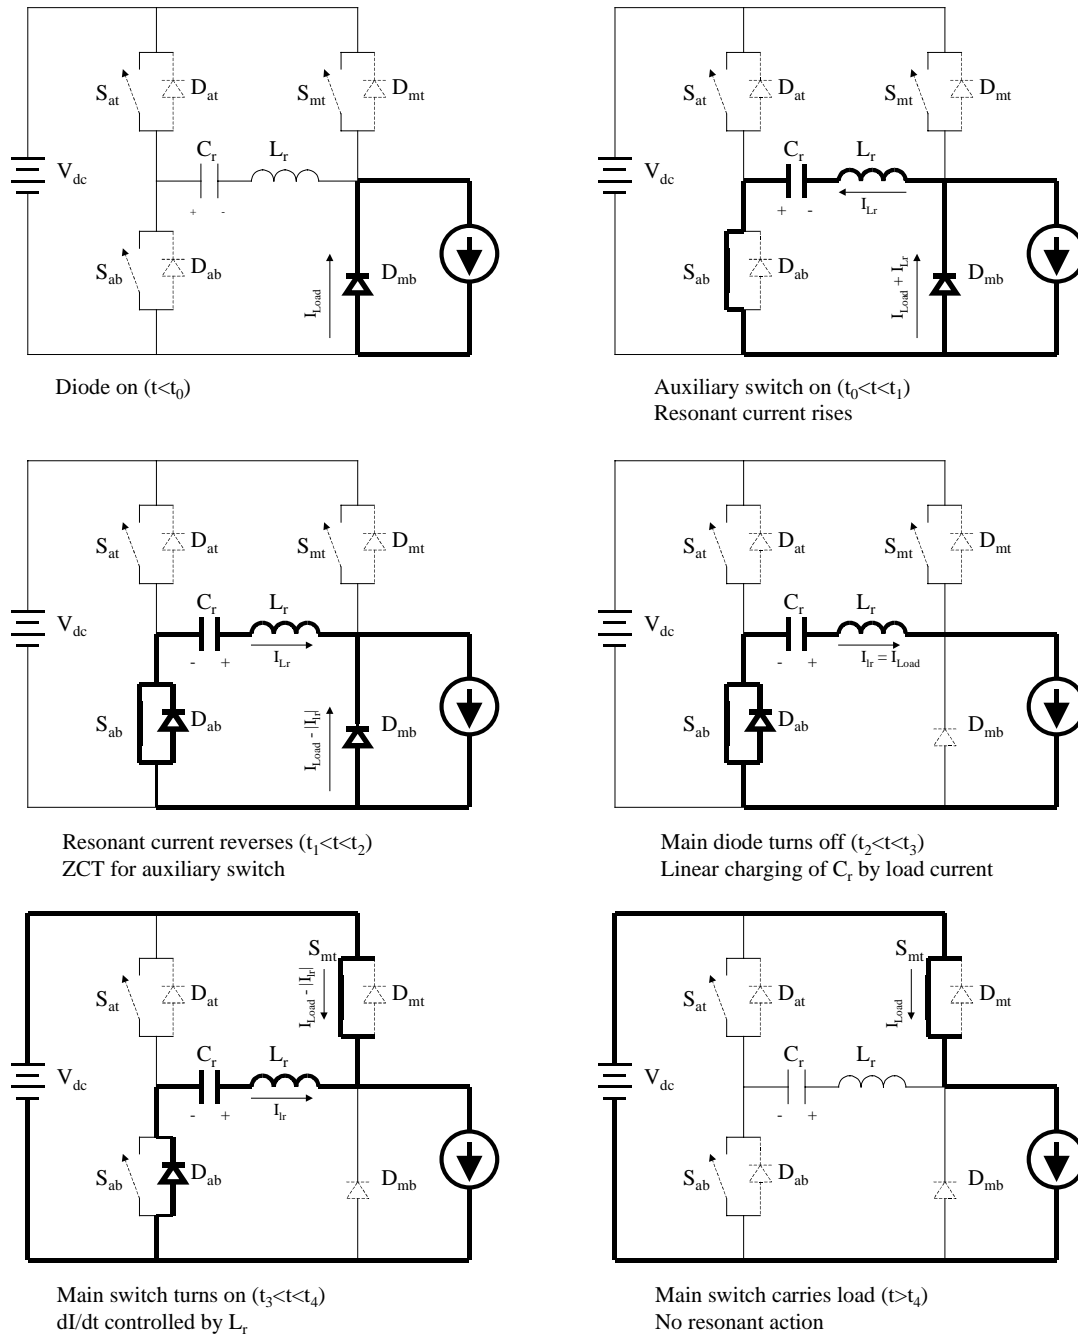 S_at D_at S_mt D_mt
C_r L_r
V_dc
+ -
S_ab D_ab I_Load D_mb
Diode on (t<t_0)
S_at D_at S_mt D_mt
C_r L_r
V_dc
+ - I_Lr
S_ab D_ab I_Load + I_Lr D_mb
Auxiliary switch on (t_0<t<t_1)
Resonant current rises
S_at D_at S_mt D_mt
C_r L_r
V_dc
- + I_Lr
S_ab D_ab I_Load - |I_lr| D_mb
Resonant current reverses (t_1<t<t_2)
ZCT for auxiliary switch
S_at D_at S_mt D_mt
C_r L_r
V_dc
- + I_lr = I_Load
S_ab D_ab D_mb
Main diode turns off (t_2<t<t_3)
Linear charging of C_r by load current
S_mt
S_at D_at I_Load - |I_lr| D_mt
C_r L_r
V_dc
- + I_lr
S_ab D_ab D_mb
Main switch turns on (t_3<t<t_4)
dI/dt controlled by L_r
S_mt
S_at D_at I_Load D_mt
C_r L_r
V_dc
- +
S_ab D_ab D_mb
Main switch carries load (t>t_4)
No resonant action